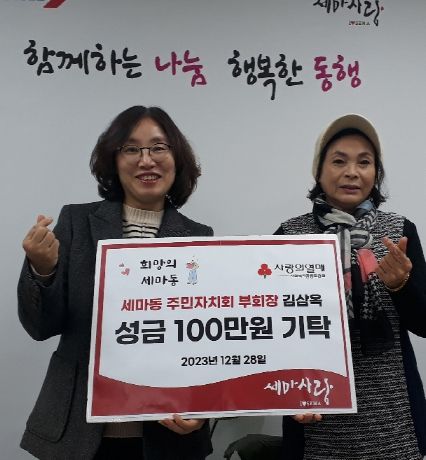 세마사랑
LOSEMA
함께하는 나눔 행복한 동행
희망의
세마동
사랑의열매
세마동 주민자치회 부회장 김삼옥
성금 100만원 기탁
2023년 12월 28일
세마사랑
LOSEMA